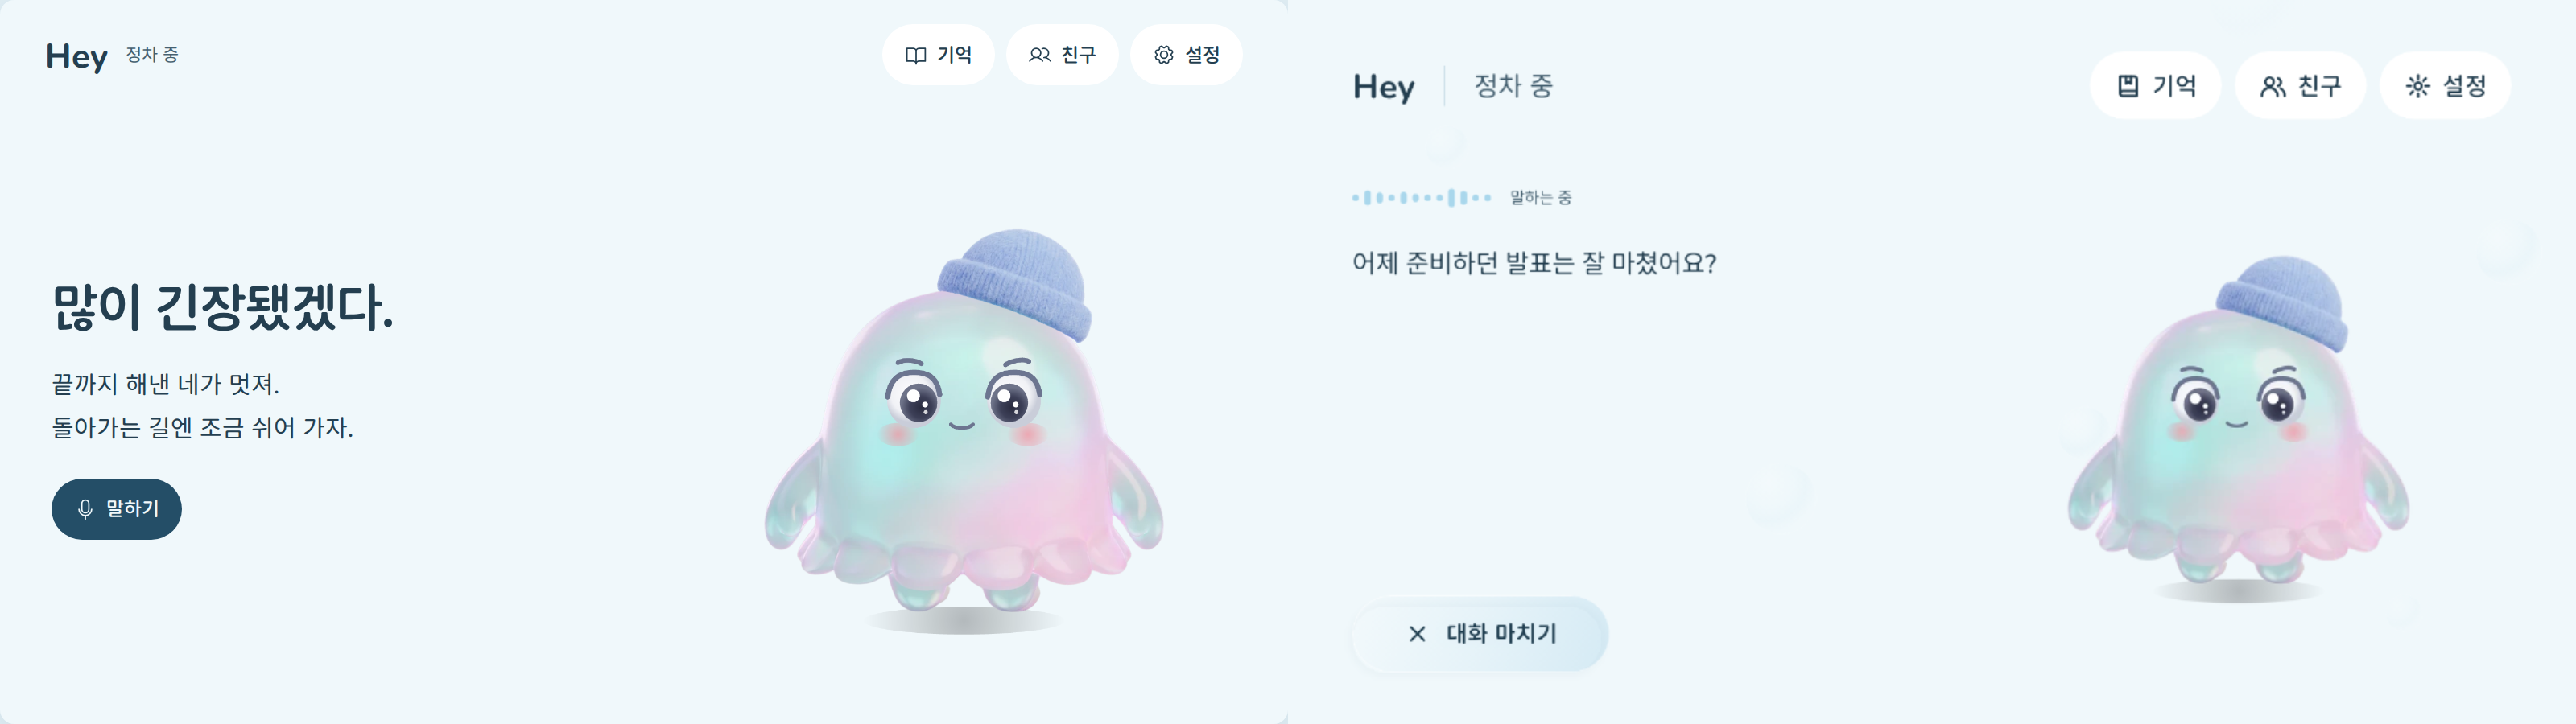 Hey 정차 중
기억
친구
설정
많이 긴장됐겠다.
끝까지 해낸 네가 멋져.
돌아가는 길엔 조금 쉬어 가자.
말하기
Hey 정차 중
기억
친구
설정
말하는 중
어제 준비하던 발표는 잘 마쳤어요?
대화 마치기